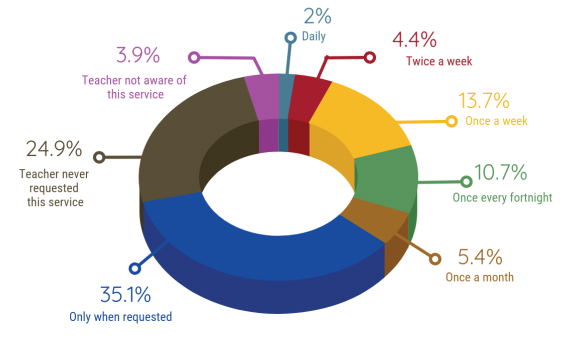 2%
Daily
4.4%
Twice a week
13.7%
Once a week
10.7%
Once every fortnight
5.4%
Once a month
35.1%
Only when requested
24.9%
Teacher never
requested
this service
3.9%
Teacher not aware of
this service